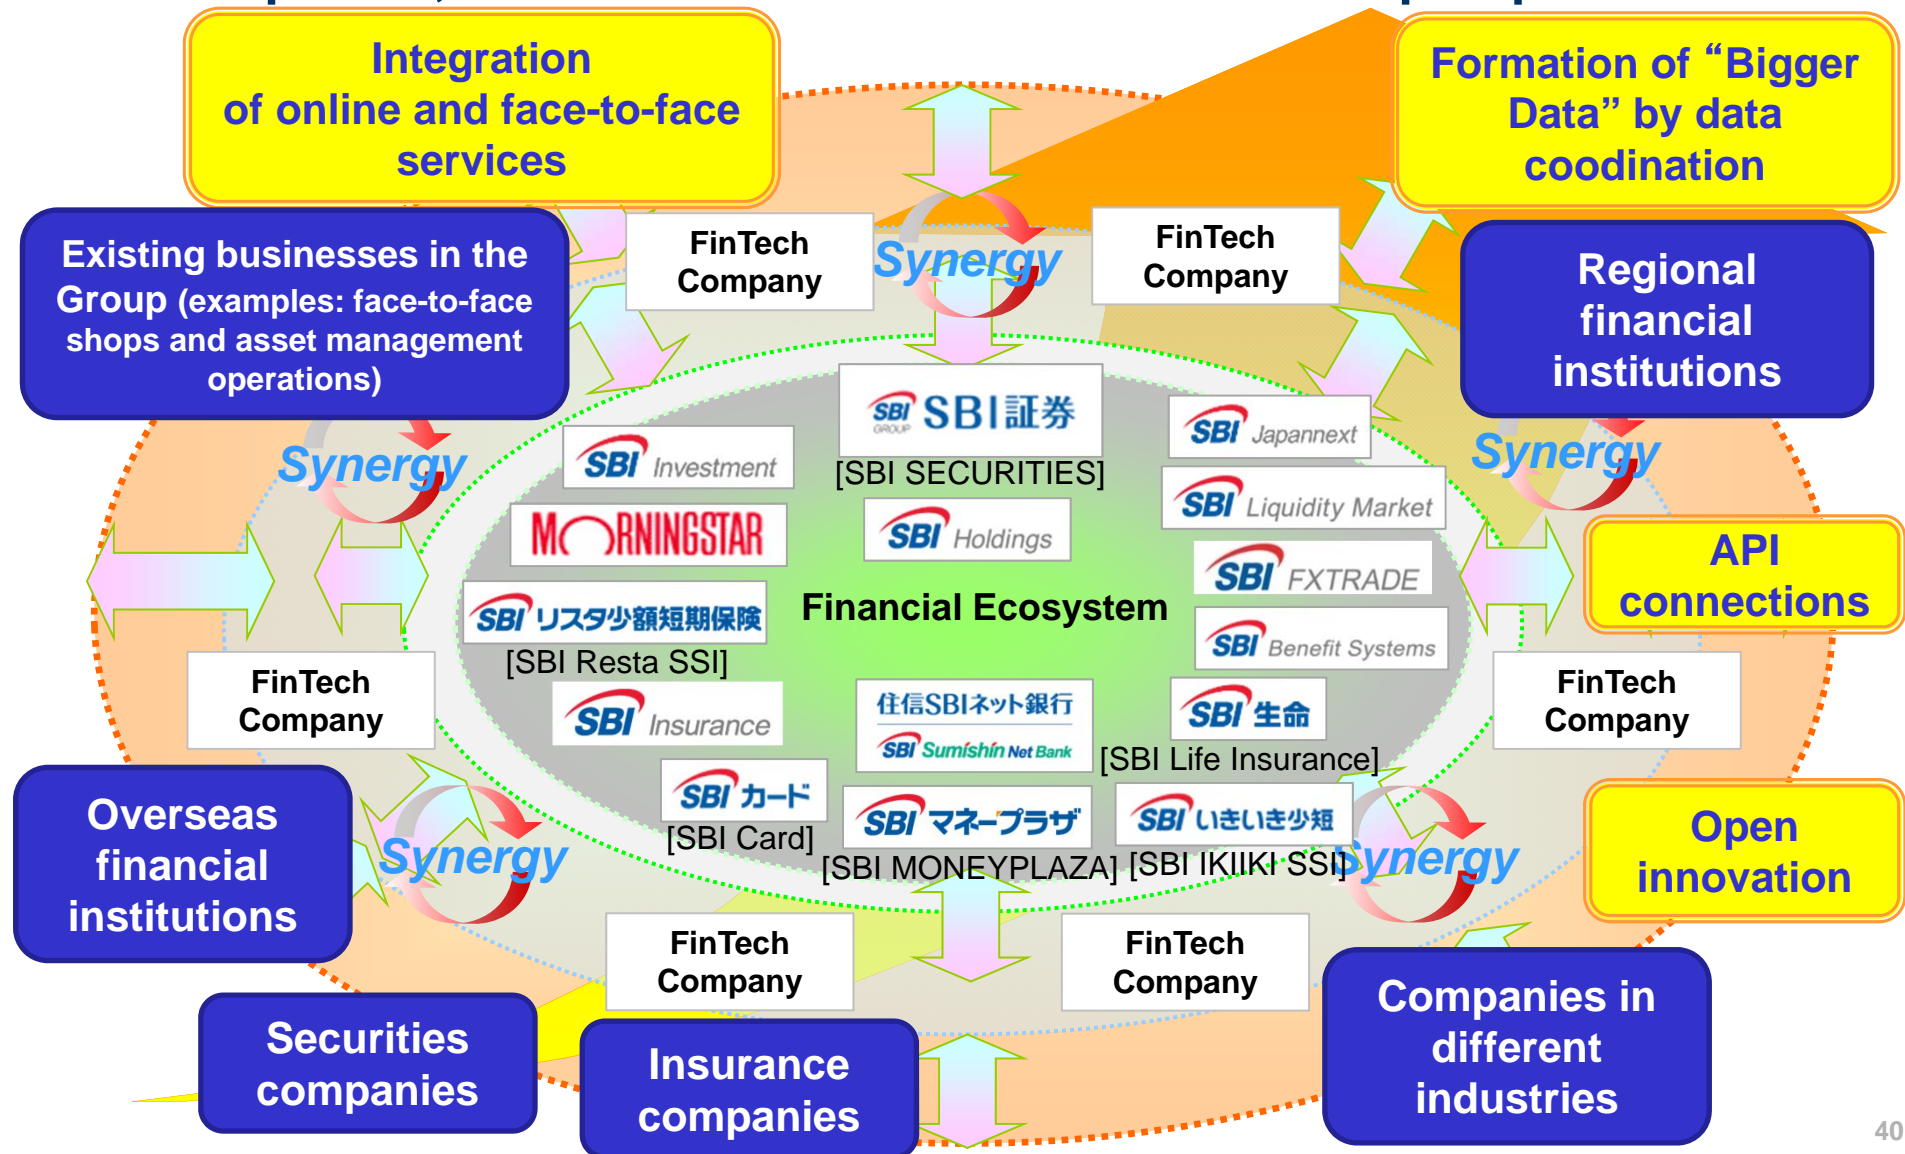 Integration
of online and face-to-face
services
Formation of “Bigger
Data” by data
coodination
Existing businesses in the
Group (examples: face-to-face
shops and asset management
operations)
FinTech
Company
Synergy
FinTech
Company
Regional
financial
institutions
SBI GROUP SBI証券
[SBI SECURITIES]
SBI Investment
SBI Japannext
Synergy
Synergy
MORNINGSTAR
SBI Holdings
SBI Liquidity Market
API
connections
SBI FXTRADE
SBI リスタ少額短期保険
[SBI Resta SSI]
Financial Ecosystem
SBI Benefit Systems
FinTech
Company
SBI Insurance
住信SBIネット銀行
SBI Sumishin Net Bank
SBI 生命
[SBI Life Insurance]
FinTech
Company
Overseas
financial
institutions
Synergy
SBI カード
[SBI Card]
SBI マネープラザ
[SBI MONEYPLAZA]
SBI いきいき少短
[SBI IKIIKI SSI]
Synergy
Open
innovation
FinTech
Company
FinTech
Company
Securities
companies
Insurance
companies
Companies in
different
industries
40